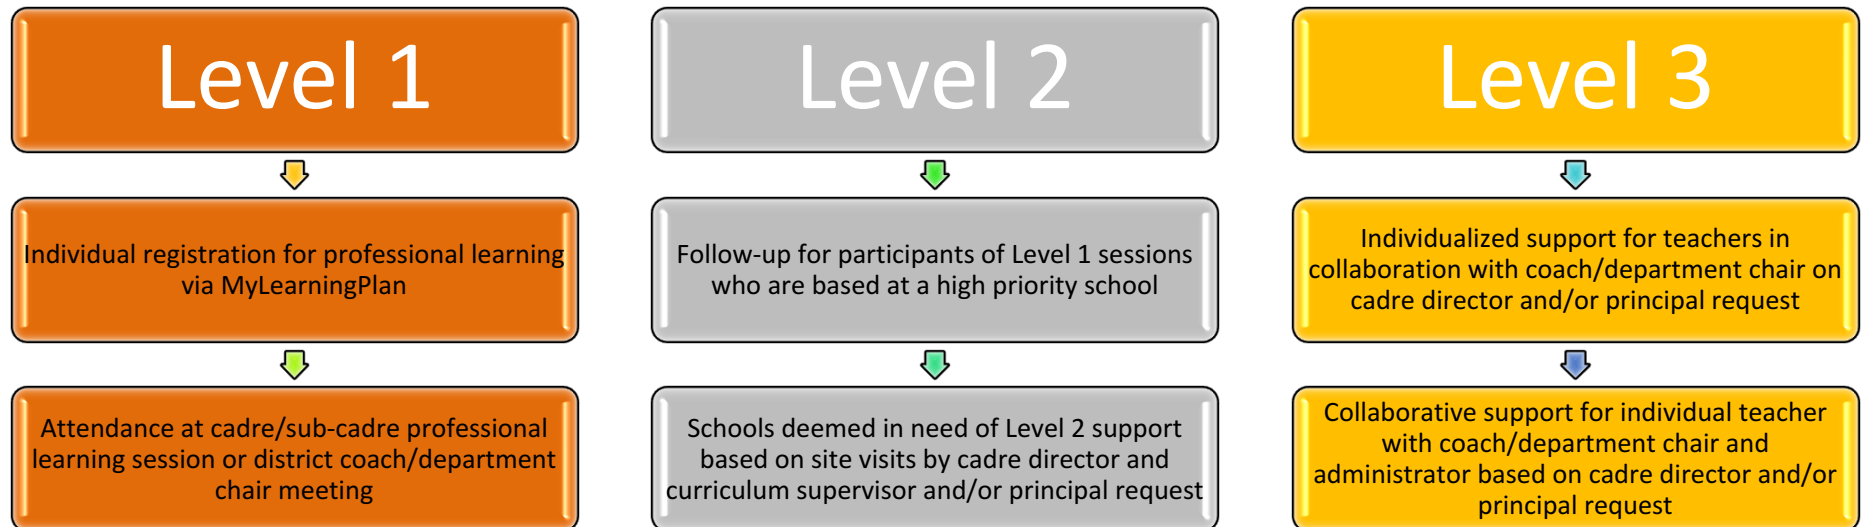 Level 1
Individual registration for professional learning
via MyLearningPlan
Attendance at cadre/sub-cadre professional
learning session or district coach/department
chair meeting
Level 2
Follow-up for participants of Level 1 sessions
who are based at a high priority school
Schools deemed in need of Level 2 support
based on site visits by cadre director and
curriculum supervisor and/or principal request
Level 3
Individualized support for teachers in
collaboration with coach/department chair on
cadre director and/or principal request
Collaborative support for individual teacher
with coach/department chair and
administrator based on cadre director and/or
principal request